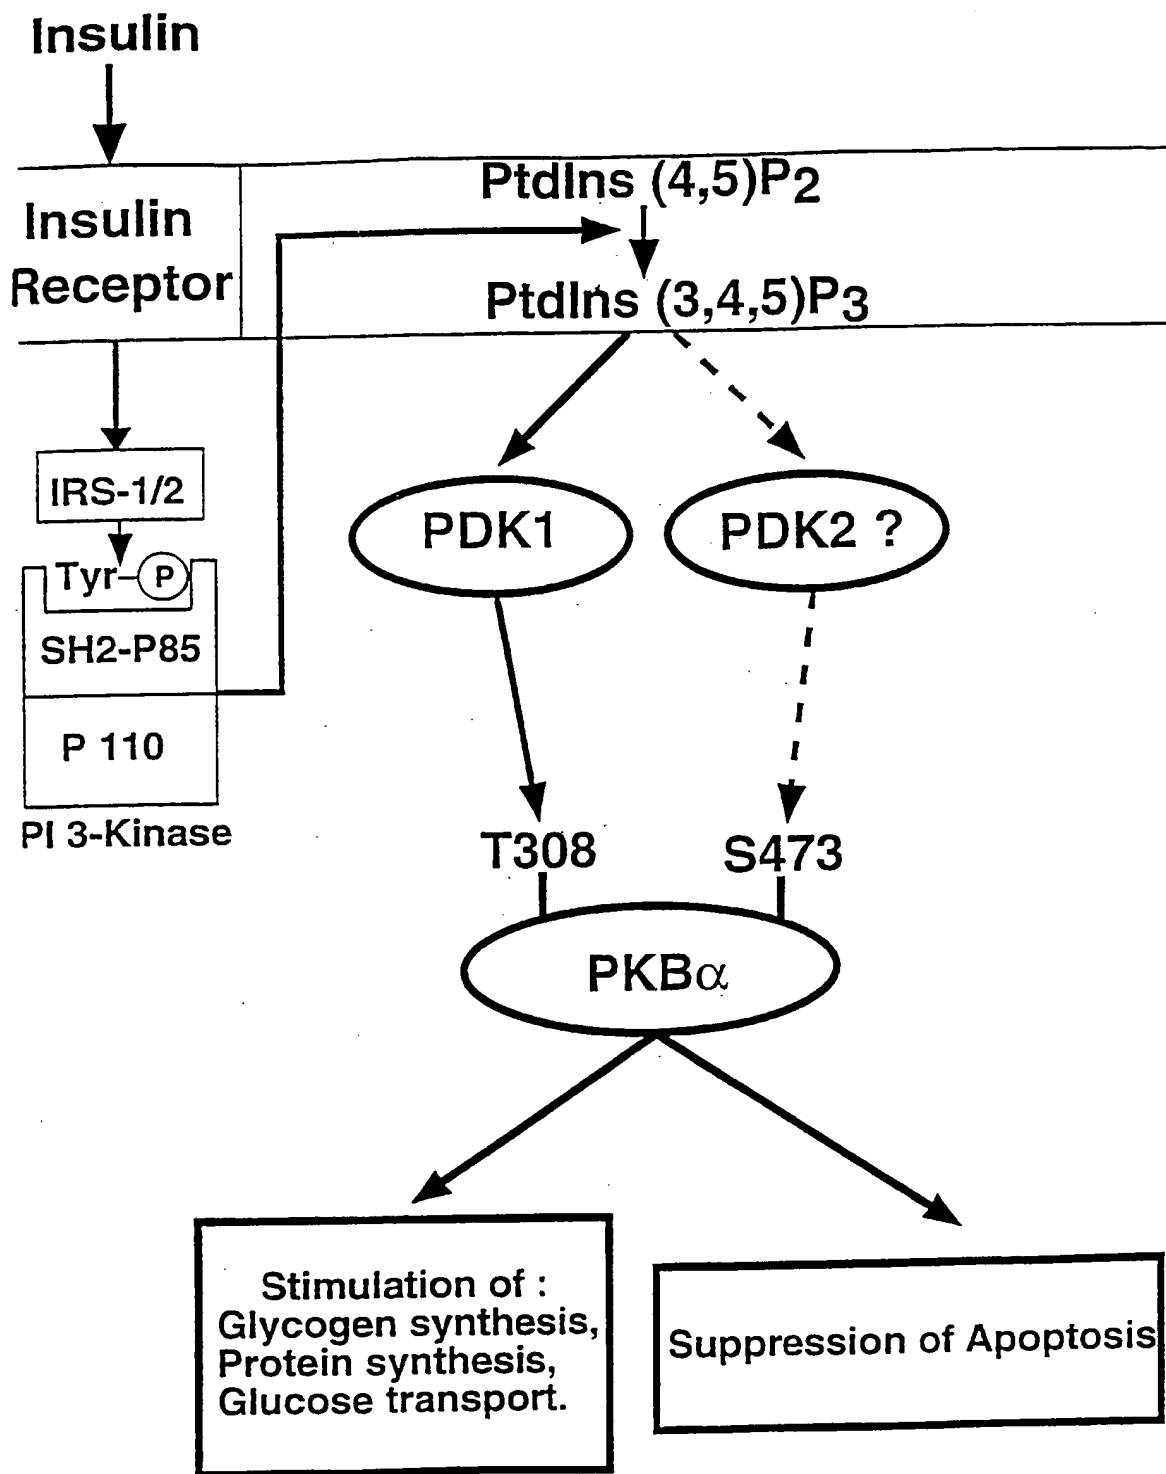 Insulin
Insulin
Receptor
PtdIns (4,5)P2
PtdIns (3,4,5)P3
IRS-1/2
Tyr-P
SH2-P85
P 110
PI 3-Kinase
PDK1
PDK2 ?
T308
S473
PKBα
Stimulation of :
Glycogen synthesis,
Protein synthesis,
Glucose transport.
Suppression of Apoptosis